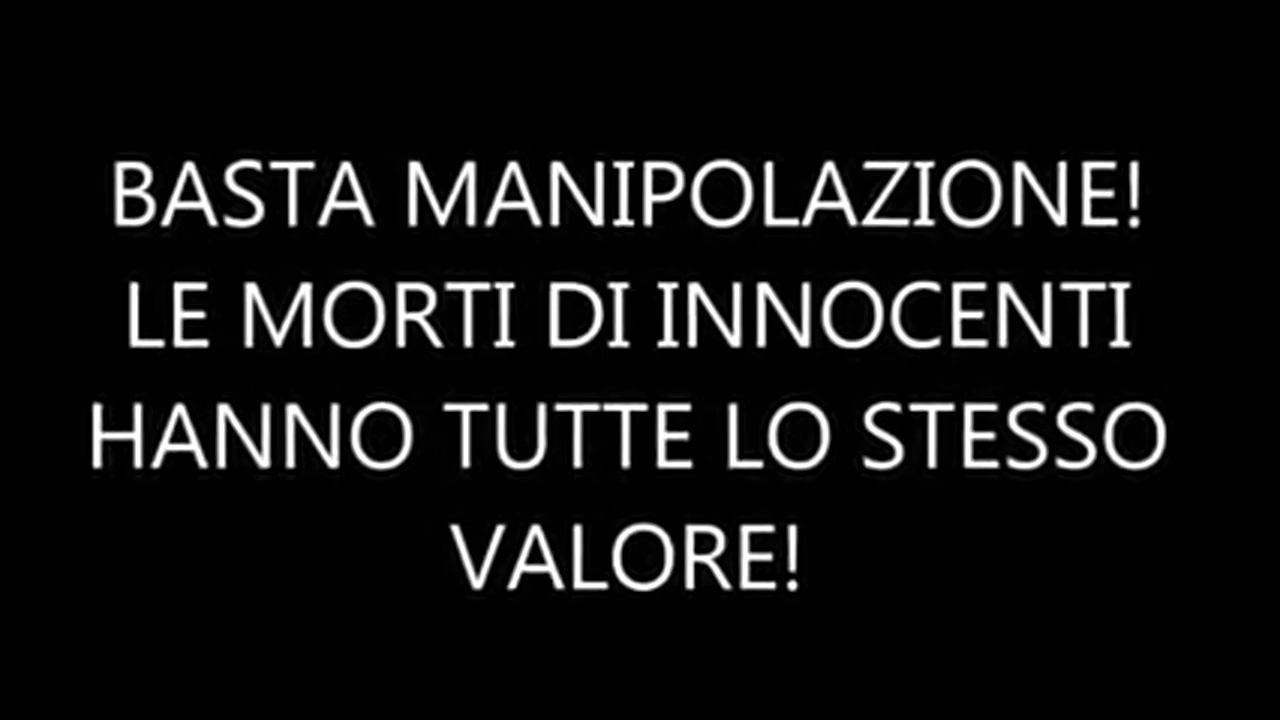 BASTA MANIPOLAZIONE!
LE MORTI DI INNOCENTI
HANNO TUTTE LO STESSO
VALORE!